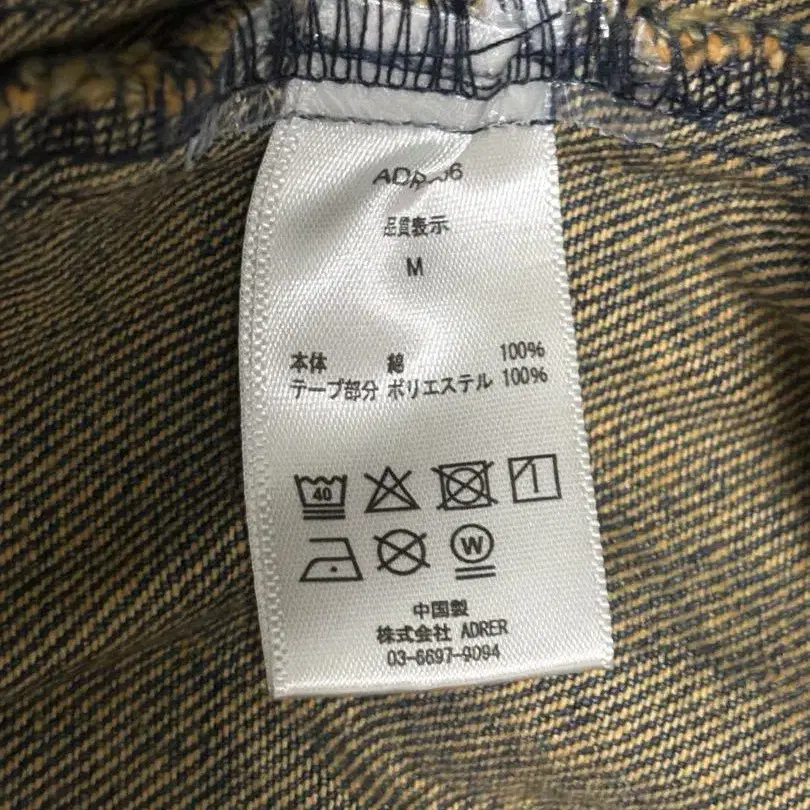 品質表示
M
本体 綿 100%
テープ部分 ポリエステル 100%
40
W
中国製
株式会社 ADRER
03-6697-9094